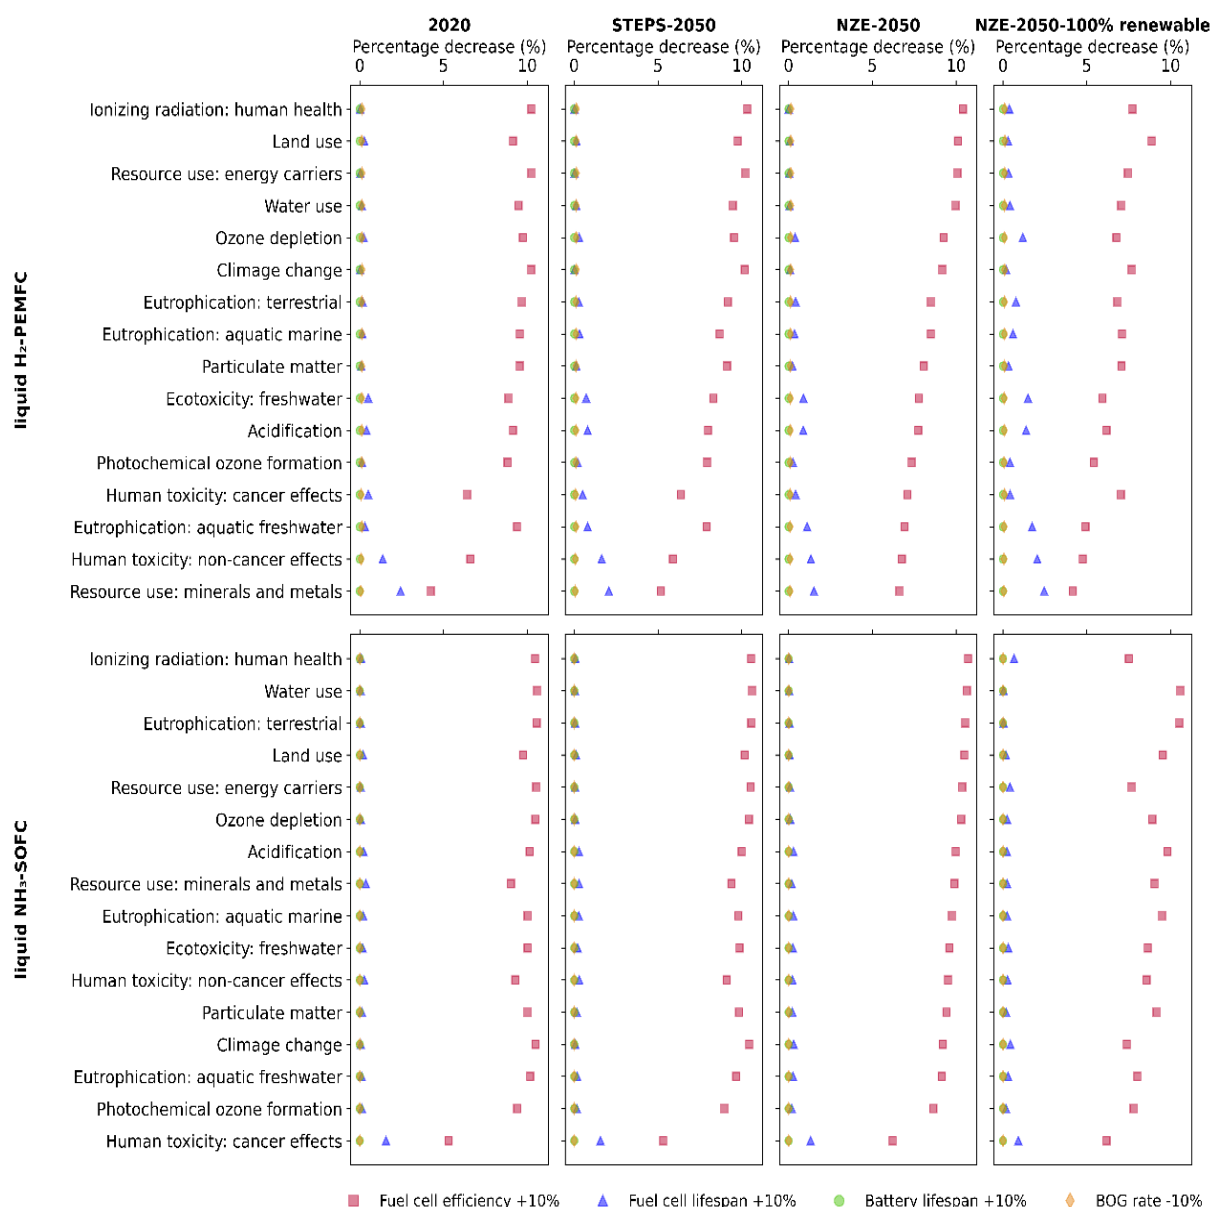 2020 STEPS-2050 NZE-2050 NZE-2050-100% renewable
Percentage decrease (%) Percentage decrease (%) Percentage decrease (%) Percentage decrease (%)
0 5 10 0 5 10 0 5 10 0 5 10
liquid H₂-PEMFC
Ionizing radiation: human health
Land use
Resource use: energy carriers
Water use
Ozone depletion
Climage change
Eutrophication: terrestrial
Eutrophication: aquatic marine
Particulate matter
Ecotoxicity: freshwater
Acidification
Photochemical ozone formation
Human toxicity: cancer effects
Eutrophication: aquatic freshwater
Human toxicity: non-cancer effects
Resource use: minerals and metals
liquid NH₃-SOFC
Ionizing radiation: human health
Water use
Eutrophication: terrestrial
Land use
Resource use: energy carriers
Ozone depletion
Acidification
Resource use: minerals and metals
Eutrophication: aquatic marine
Ecotoxicity: freshwater
Human toxicity: non-cancer effects
Particulate matter
Climage change
Eutrophication: aquatic freshwater
Photochemical ozone formation
Human toxicity: cancer effects
Fuel cell efficiency +10% Fuel cell lifespan +10% Battery lifespan +10% BOG rate -10%